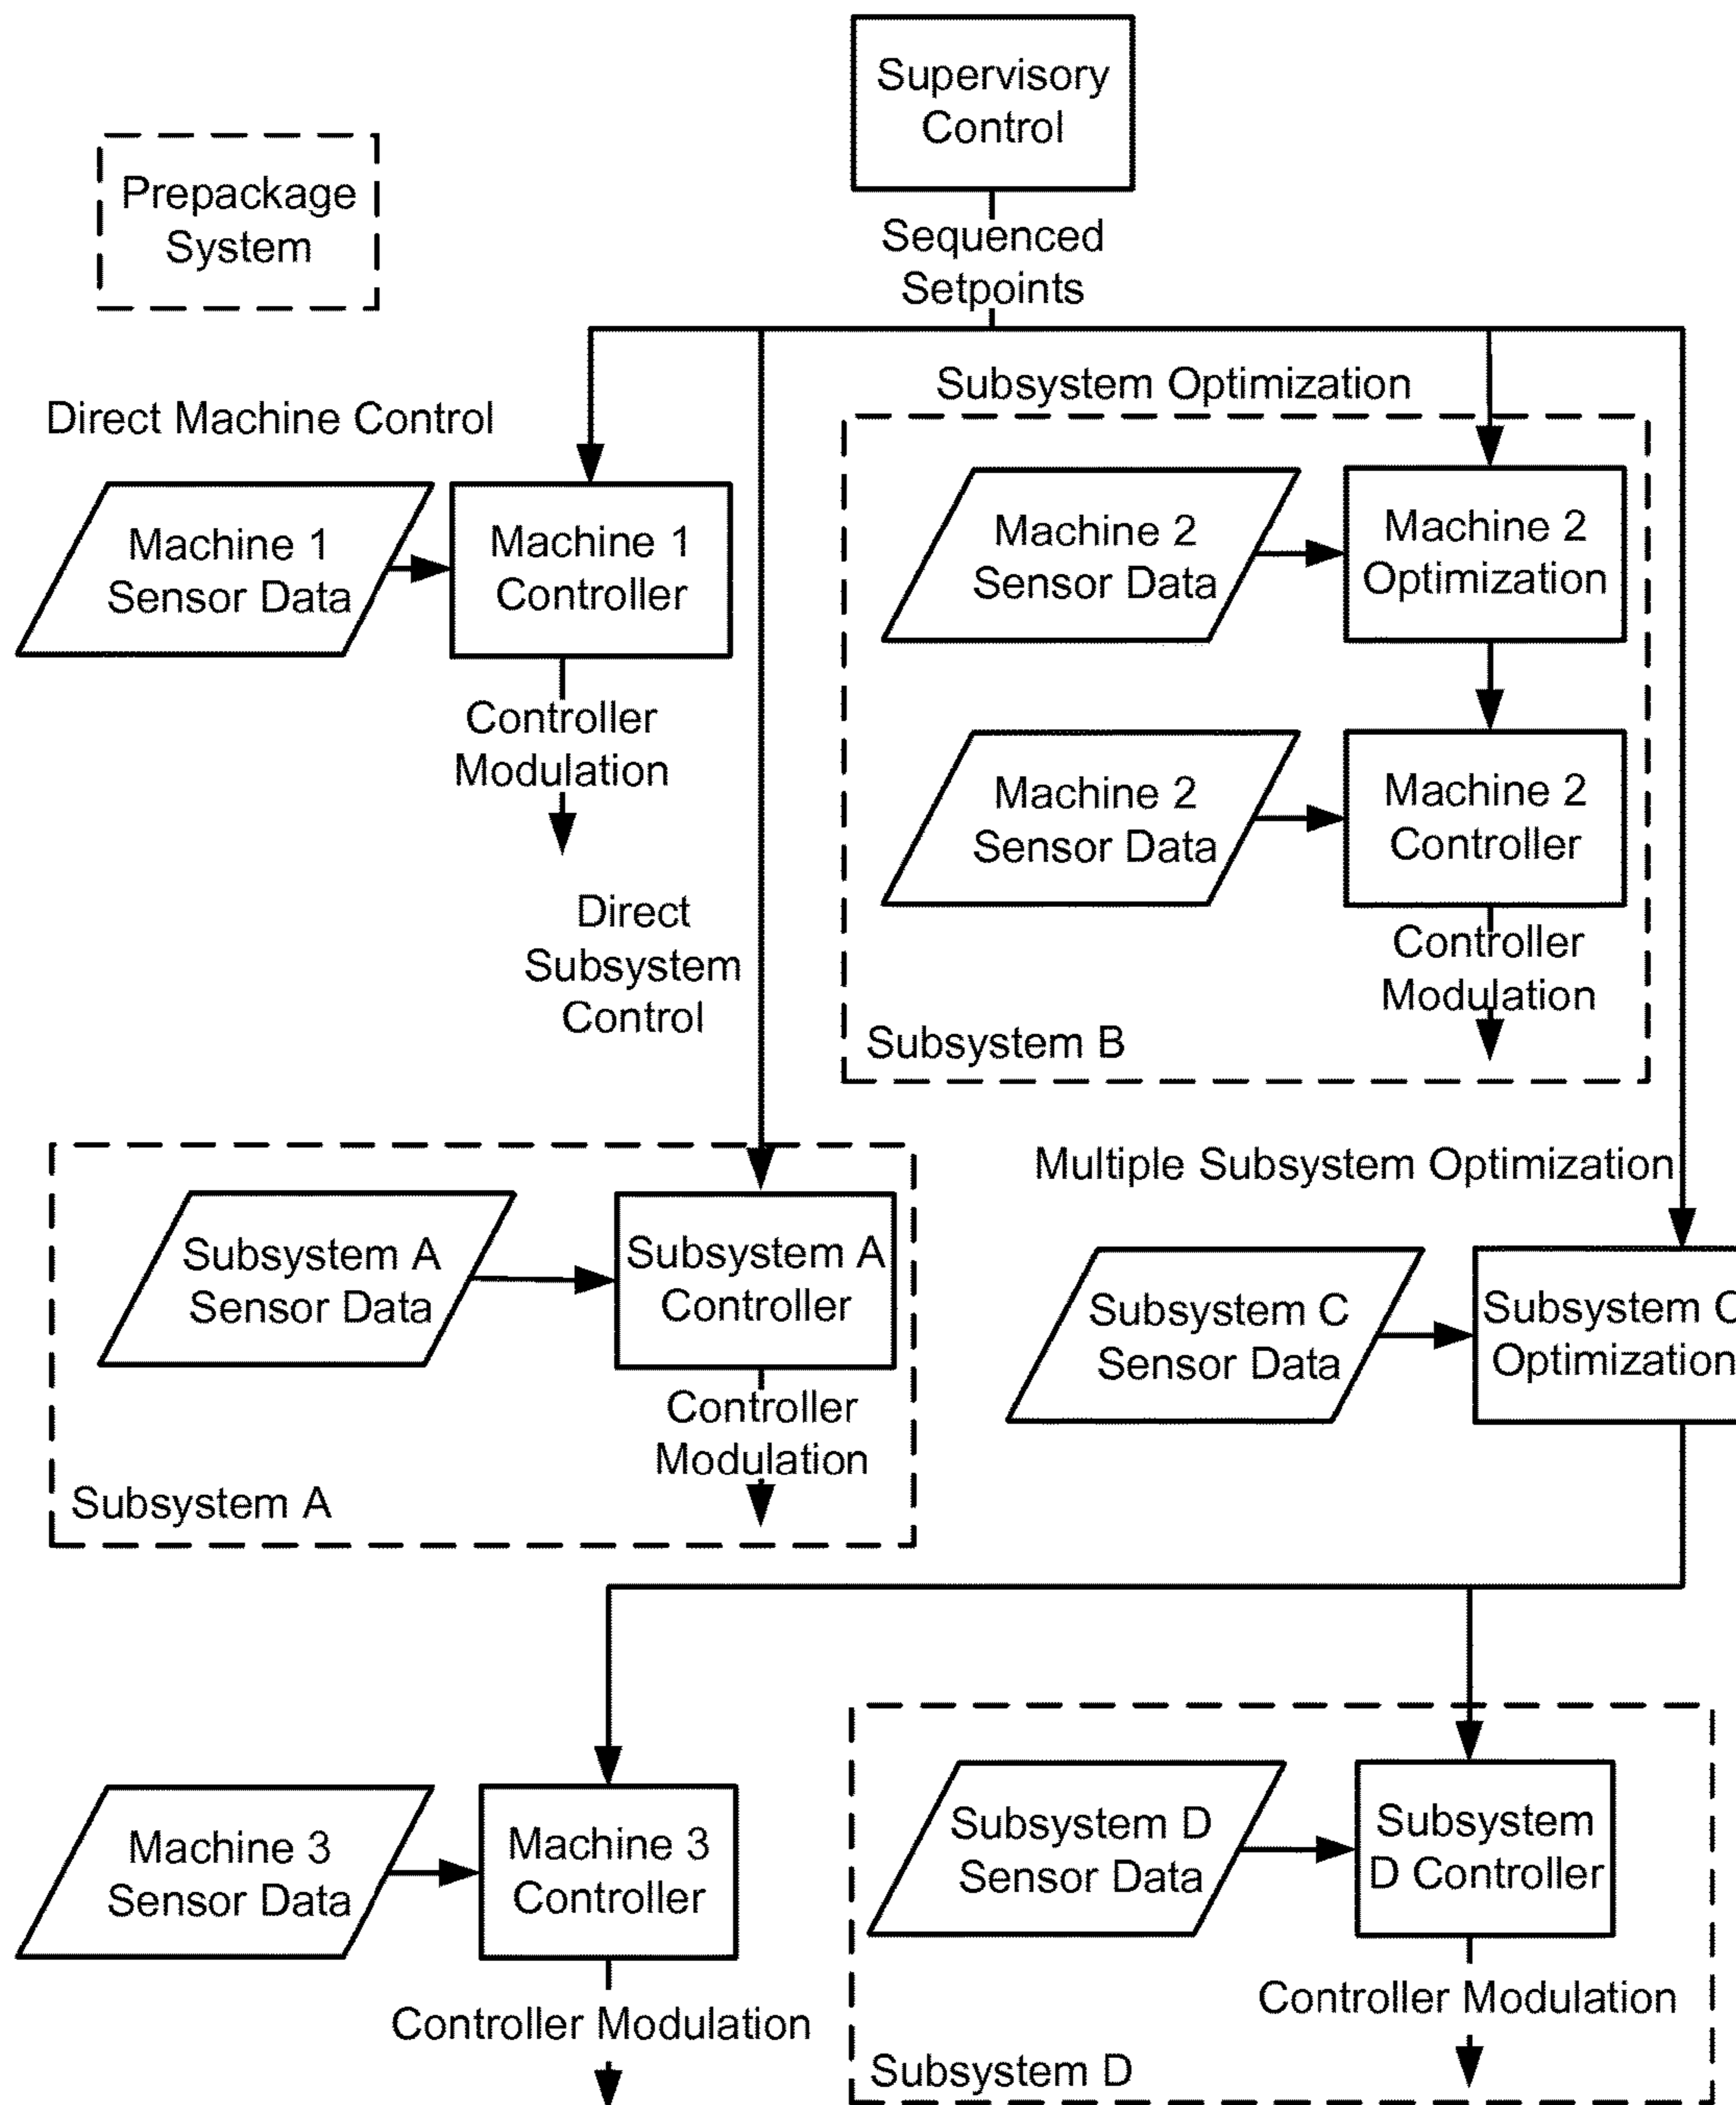 Supervisory
Control
Prepackage
System
Sequenced
Setpoints
Direct Machine Control
Subsystem Optimization
Machine 1
Sensor Data
Machine 1
Controller
Controller
Modulation
Machine 2
Sensor Data
Machine 2
Optimization
Machine 2
Sensor Data
Machine 2
Controller
Controller
Modulation
Subsystem B
Direct
Subsystem
Control
Subsystem A
Sensor Data
Subsystem A
Controller
Controller
Modulation
Subsystem A
Multiple Subsystem Optimization
Subsystem C
Sensor Data
Subsystem C
Optimization
Machine 3
Sensor Data
Machine 3
Controller
Controller Modulation
Subsystem D
Sensor Data
Subsystem
D Controller
Controller Modulation
Subsystem D